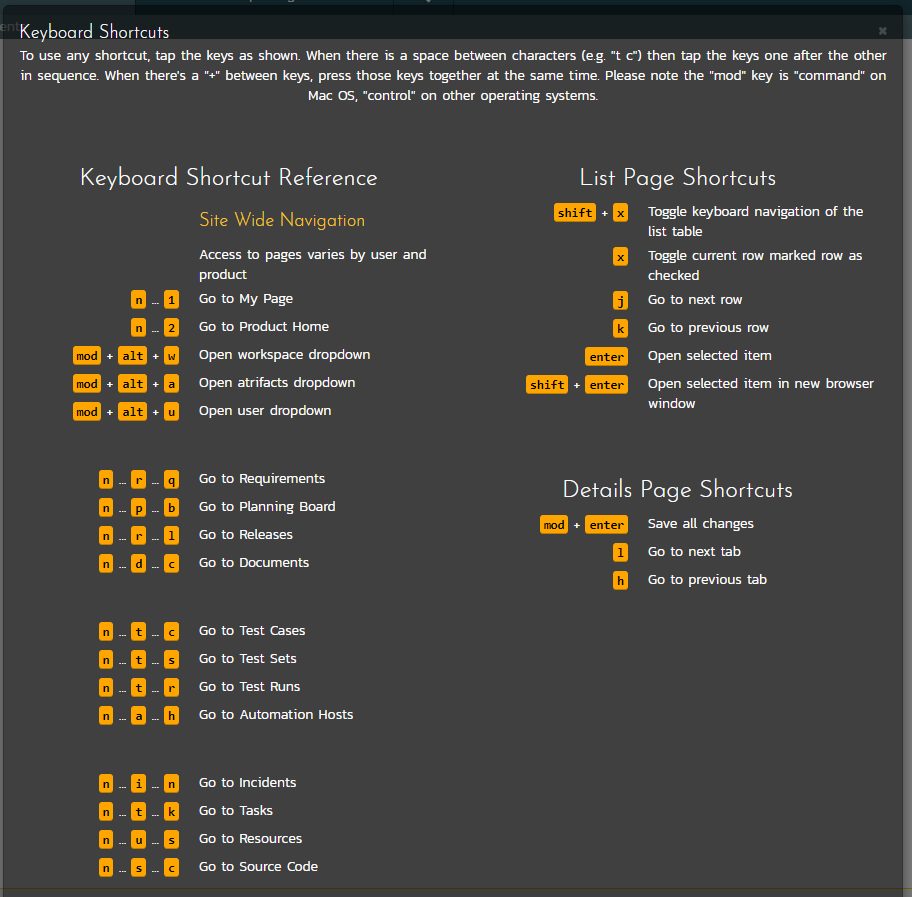 Keyboard Shortcuts
To use any shortcut, tap the keys as shown. When there is a space between characters (e.g. "t c") then tap the keys one after the other
in sequence. When there's a "+" between keys, press those keys together at the same time. Please note the "mod" key is "command" on
Mac OS, "control" on other operating systems.
Keyboard Shortcut Reference
Site Wide Navigation
Access to pages varies by user and
product
n ... 1 Go to My Page
n ... 2 Go to Product Home
mod + alt + w Open workspace dropdown
mod + alt + a Open atrifacts dropdown
mod + alt + u Open user dropdown
n ... r ... q Go to Requirements
n ... p ... b Go to Planning Board
n ... r ... l Go to Releases
n ... d ... c Go to Documents
n ... t ... c Go to Test Cases
n ... t ... s Go to Test Sets
n ... t ... r Go to Test Runs
n ... a ... h Go to Automation Hosts
n ... i ... n Go to Incidents
n ... t ... k Go to Tasks
n ... u ... s Go to Resources
n ... s ... c Go to Source Code
List Page Shortcuts
shift + x Toggle keyboard navigation of the
list table
x Toggle current row marked row as
checked
j Go to next row
k Go to previous row
enter Open selected item
shift + enter Open selected item in new browser
window
Details Page Shortcuts
mod + enter Save all changes
l Go to next tab
h Go to previous tab